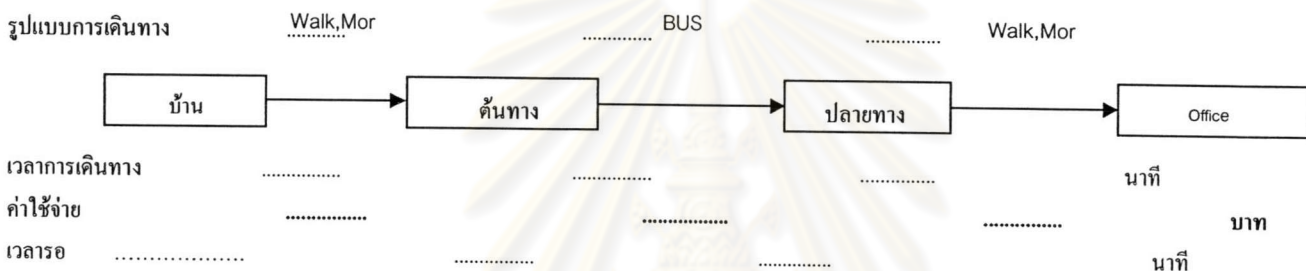 รูปแบบการเดินทาง Walk,Mor ............ BUS ............ Walk,Mor
บ้าน ต้นทาง ปลายทาง Office
เวลาการเดินทาง ............. ............. ............. นาที
ค่าใช้จ่าย ............... ............... .............. บาท
เวลารอ ................... ............. ............ นาที